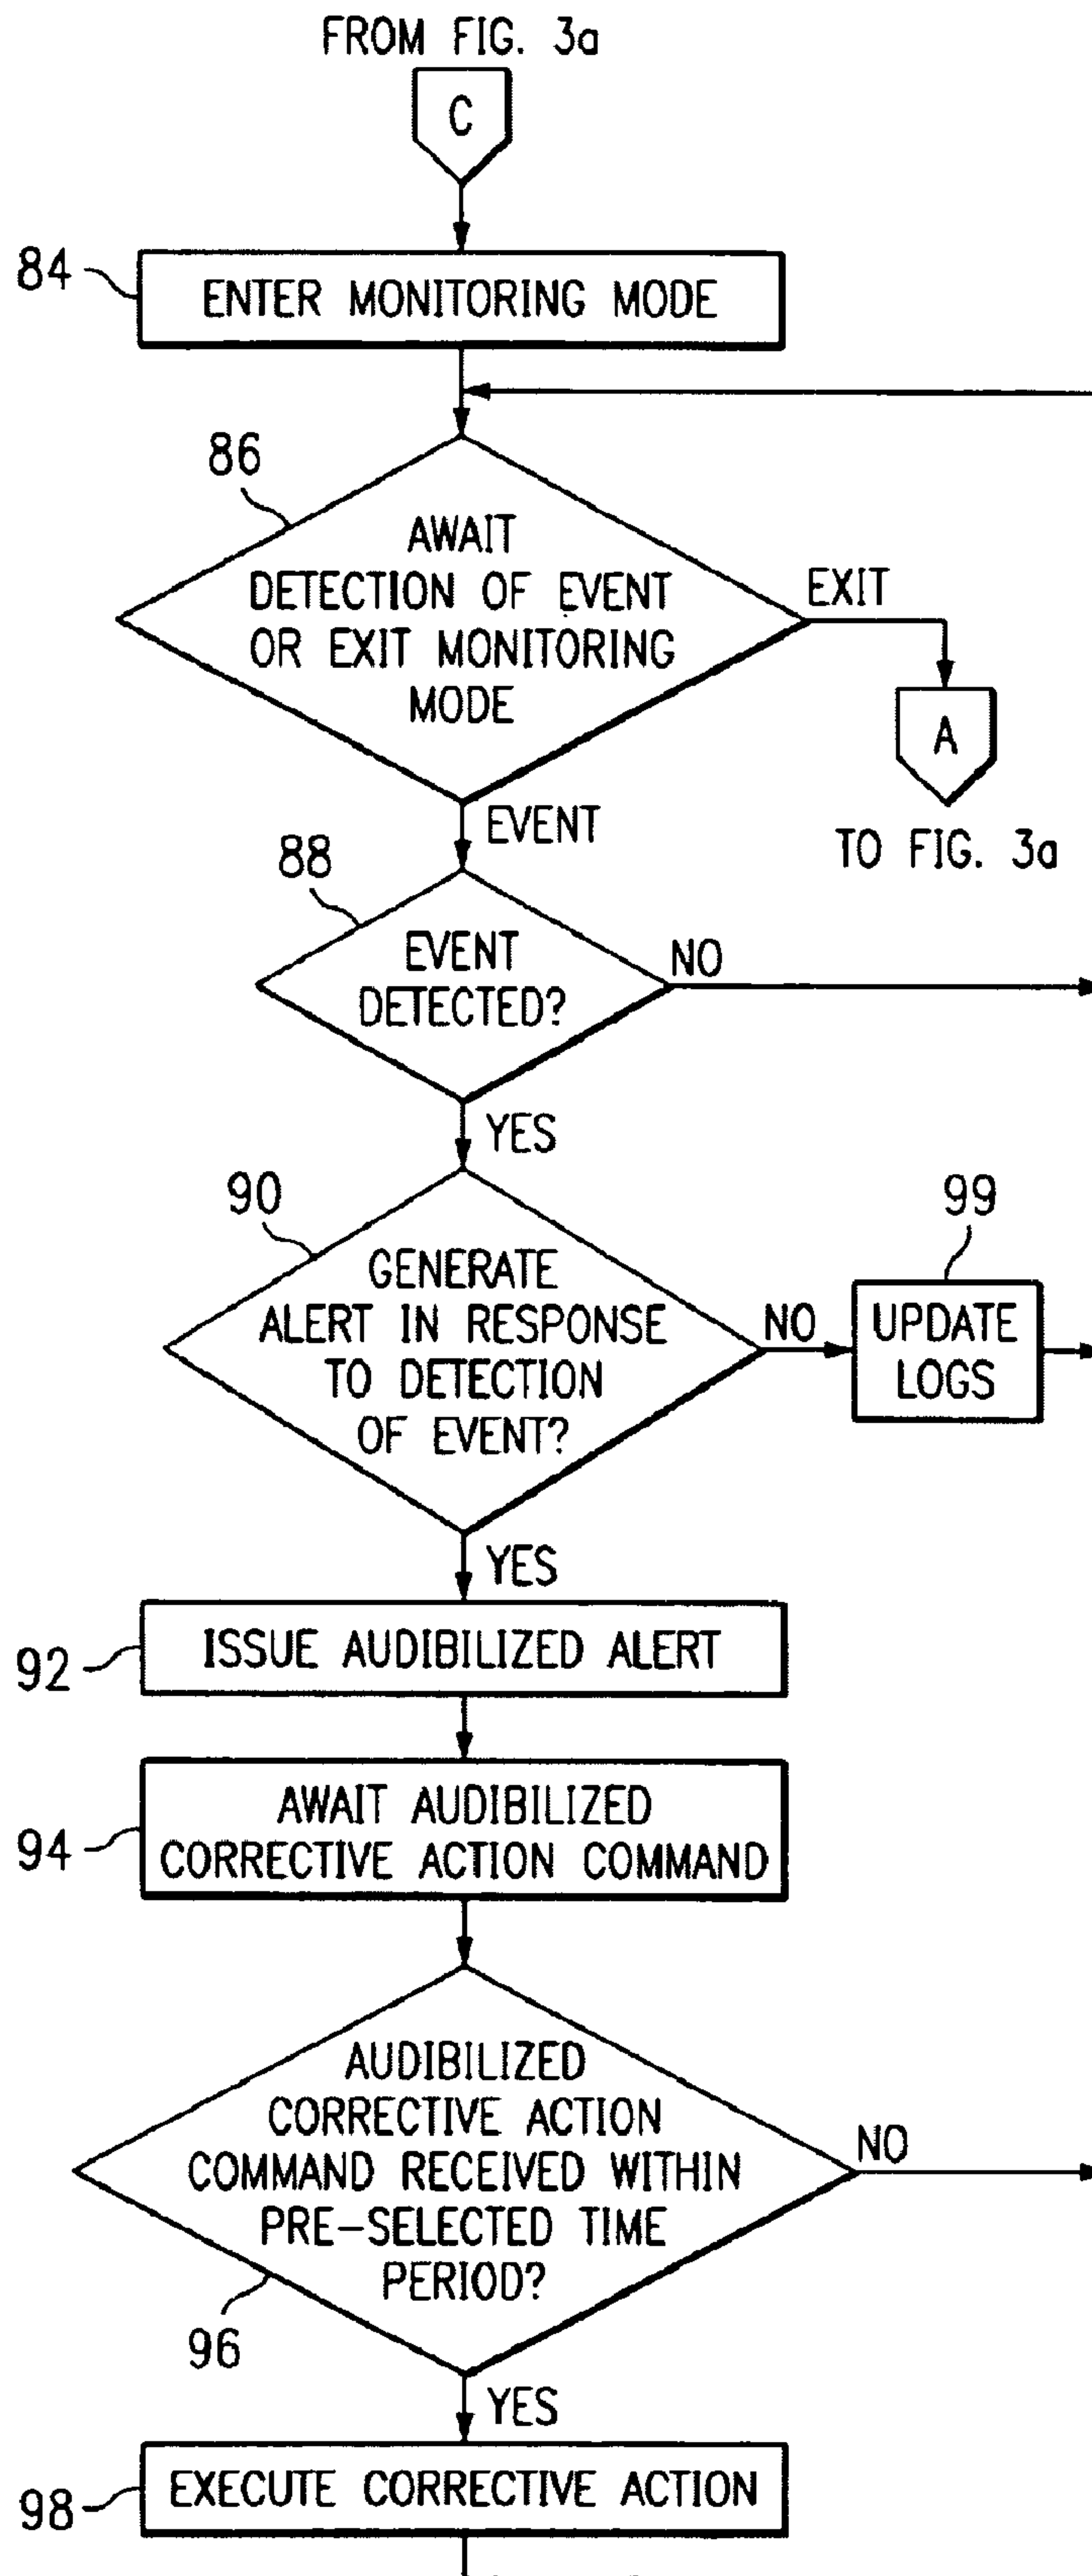 FROM FIG. 3a
C
84
ENTER MONITORING MODE
86
AWAIT
DETECTION OF EVENT
OR EXIT MONITORING
MODE
EXIT
A
TO FIG. 3a
EVENT
88
EVENT
DETECTED?
NO
YES
90
GENERATE
ALERT IN RESPONSE
TO DETECTION
OF EVENT?
NO
99
UPDATE
LOGS
YES
92
ISSUE AUDIBILIZED ALERT
94
AWAIT AUDIBILIZED
CORRECTIVE ACTION COMMAND
AUDIBILIZED
CORRECTIVE ACTION
COMMAND RECEIVED WITHIN
PRE-SELECTED TIME
PERIOD?
NO
96
YES
98
EXECUTE CORRECTIVE ACTION